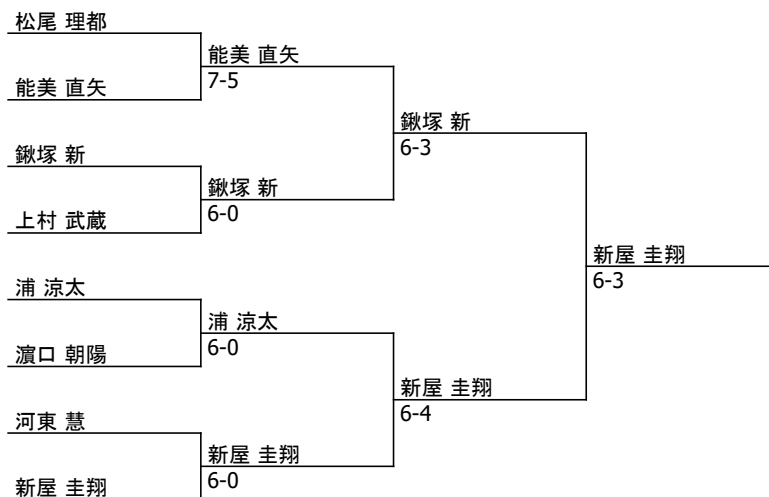 松尾 理都
能美 直矢
7-5
能美 直矢
鍬塚 新
6-3
鍬塚 新
鍬塚 新
6-0
上村 武蔵
新屋 圭翔
6-3
浦 涼太
浦 涼太
6-0
濵口 朝陽
新屋 圭翔
6-4
河東 慧
新屋 圭翔
6-0
新屋 圭翔